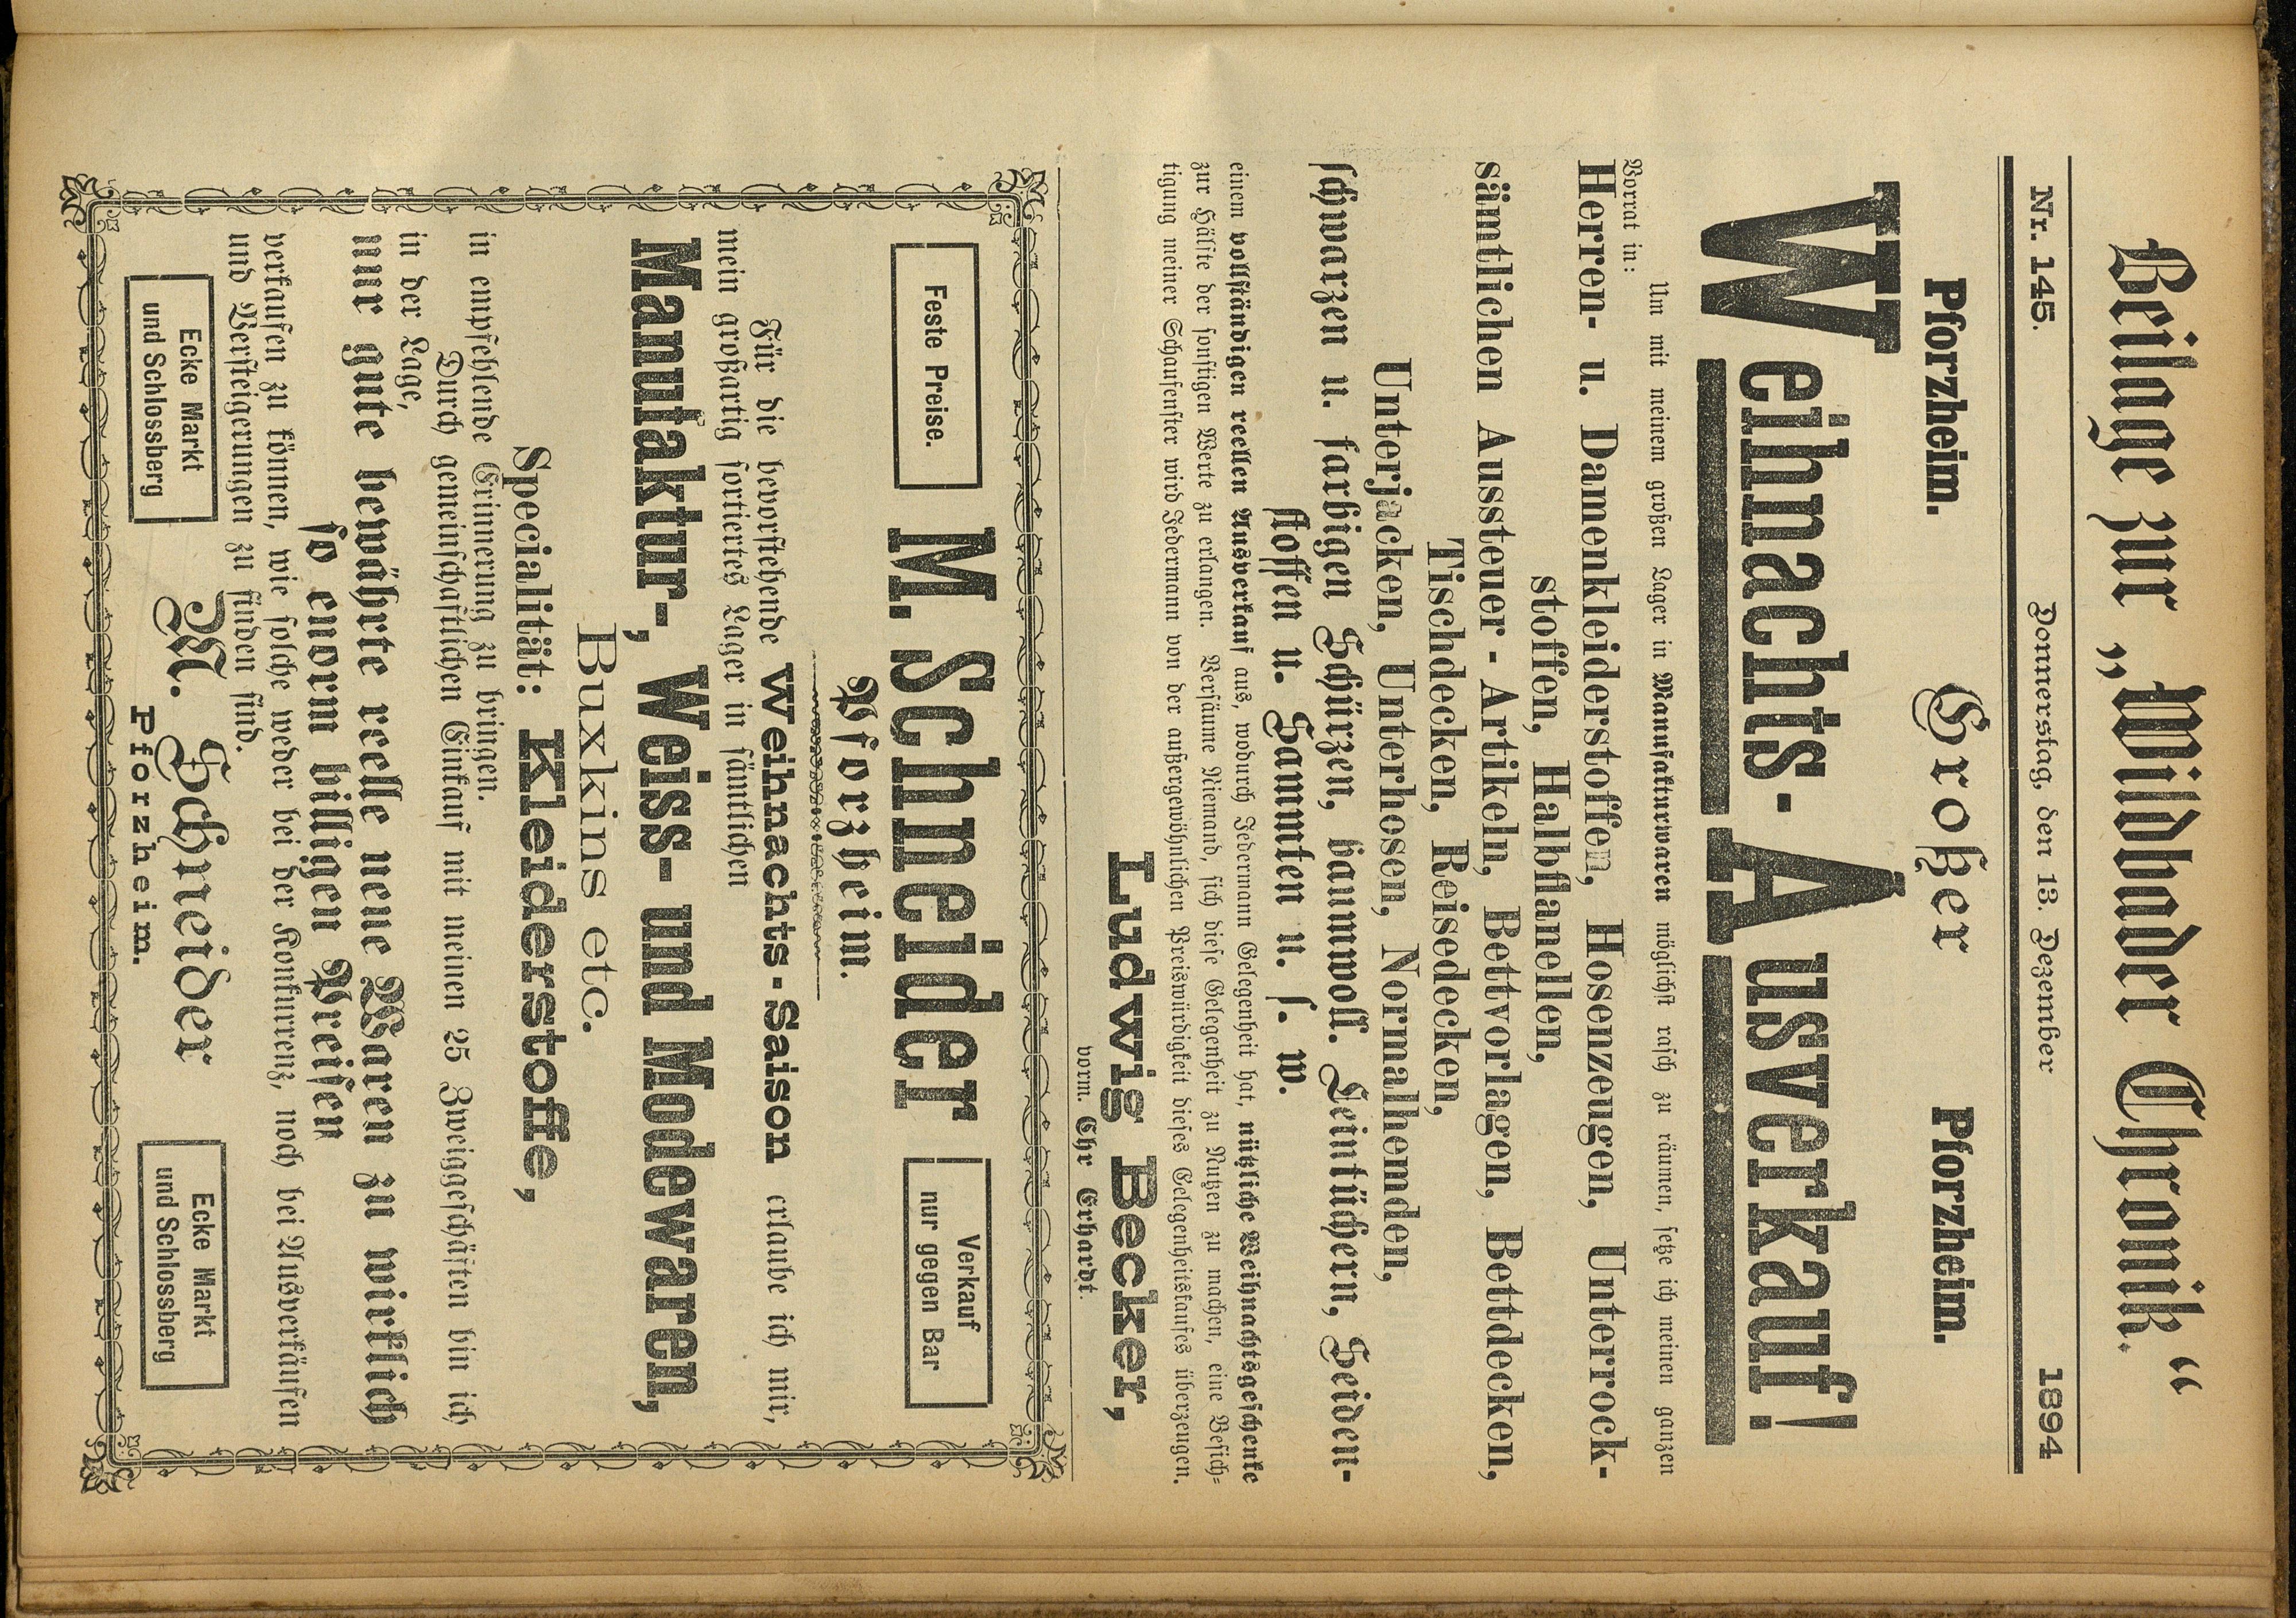 Beilage zur „Wildbader Chronik.“
Nr. 145. Donnerstag, den 13. Dezember 1894
Pforzheim. Großer Pforzheim.
Weihnachts-Ausverkauf!
Um mit meinem großen Lager in Manufakturwaren möglichst rasch zu räumen, setze ich meinen ganzen
Vorrat in:
Herren- u. Damenkleiderstoffen, Hosenzeugen, Unterrock-
stoffen, Halbflanellen,
sämtlichen Aussteuer-Artikeln, Bettvorlagen, Bettdecken,
Tischdecken, Reisedecken,
Unterjacken, Unterhosen, Normalhemden,
schwarzen u. farbigen Schürzen, baumwoll. Leintüchern, Seiden-
stoffen u. Sammten u. s. w.
einem vollständigen reellen Ausverkauf aus, wodurch Jedermann Gelegenheit hat, nützliche Weihnachtsgeschenke
zur Hälfte der sonstigen Werte zu erlangen. Versäume Niemand, sich diese Gelegenheit zu Nutzen zu machen, eine Besich-
tigung meiner Schaufenster wird Jedermann von der außergewöhnlichen Preiswürdigkeit dieses Gelegenheitskaufes überzeugen.
Ludwig Becker,
vorm. Chr Erhardt.
Feste Preise. M. Schneider Verkauf
nur gegen Bar
Pforzheim.
Für die bevorstehende Weihnachts-Saison erlaube ich mir,
mein großartig sortiertes Lager in sämtlichen
Manufaktur-, Weiss- und Modewaren,
Buxkins etc.
Specialität: Kleiderstoffe,
in empfehlende Erinnerung zu bringen.
Durch gemeinschaftlichen Einkauf mit meinen 25 Zweiggeschäften bin ich
in der Lage,
nur gute bewährte reelle neue Waren zu wirklich
so enorm billigen Preisen
verkaufen zu können, wie solche weder bei der Konkurrenz, noch bei Ausverkäufen
und Versteigerungen zu finden sind.
Ecke Markt
und Schlossberg
M. Schneider
Pforzheim.
Ecke Markt
und Schlossberg